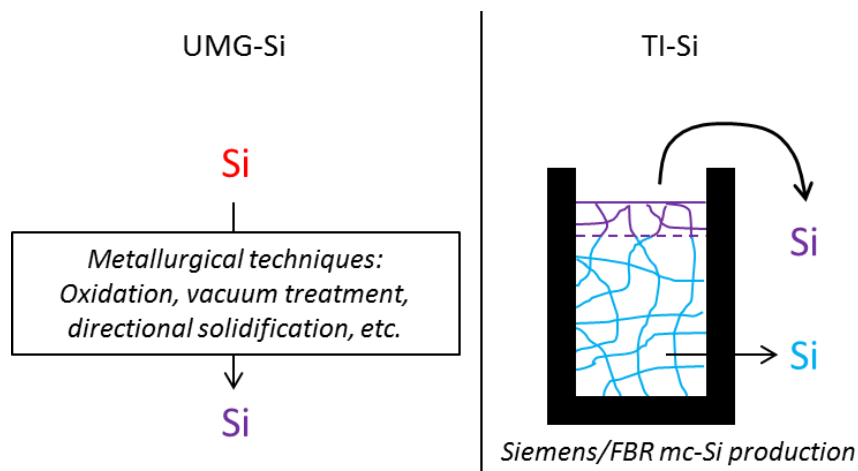 UMG-Si
Si
Metallurgical techniques:
Oxidation, vacuum treatment,
directional solidification, etc.
Si
TI-Si
Si
Si
Siemens/FBR mc-Si production